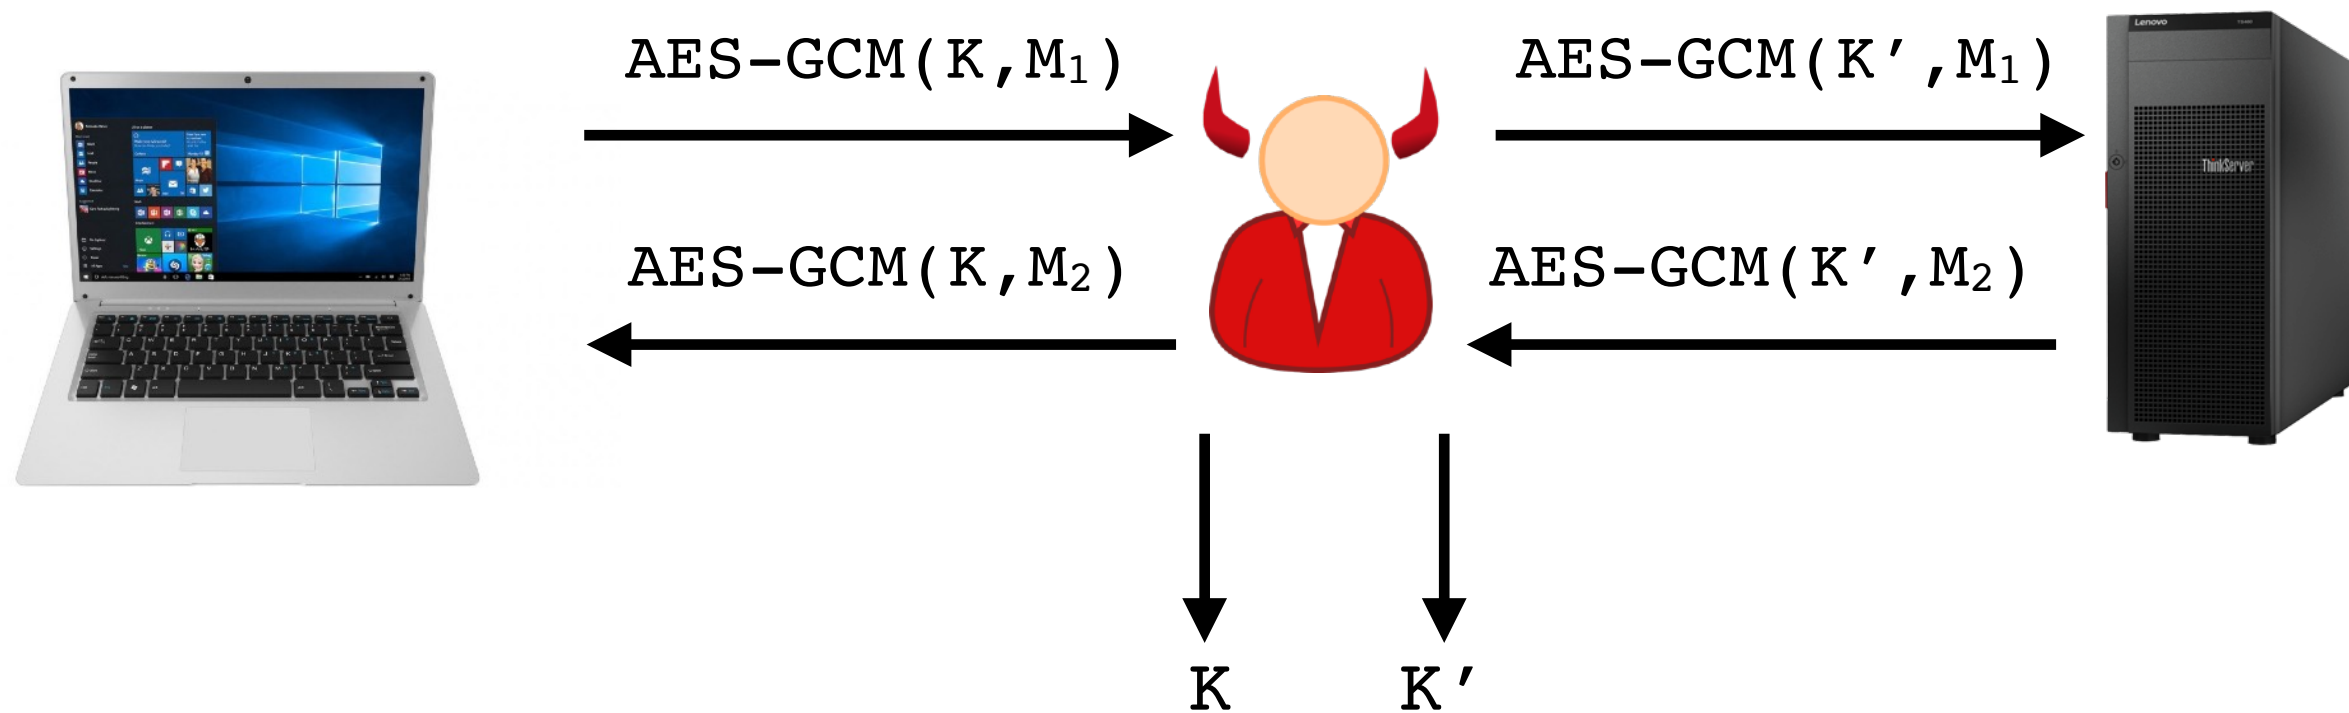 AES-GCM(K,M₁)
AES-GCM(K′,M₁)
AES-GCM(K,M₂)
AES-GCM(K′,M₂)
K
K′
Lenovo
ThinkServer